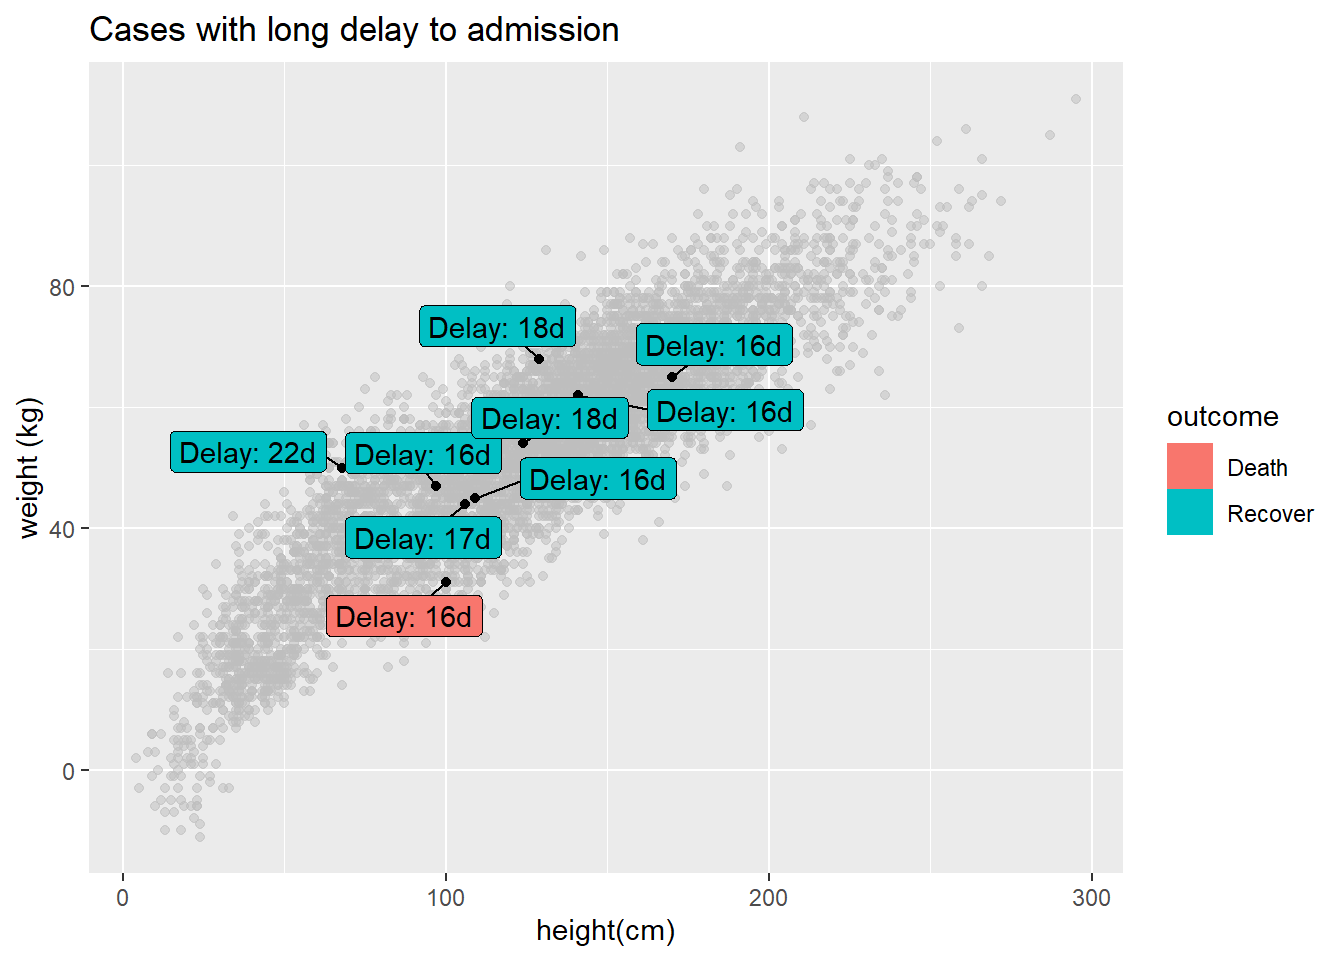 Cases with long delay to admission
weight (kg)
80
40
0
Delay: 18d
Delay: 16d
Delay: 16d
Delay: 18d
Delay: 22d
Delay: 16d
Delay: 16d
Delay: 17d
Delay: 16d
0
100
200
300
height(cm)
outcome
Death
Recover